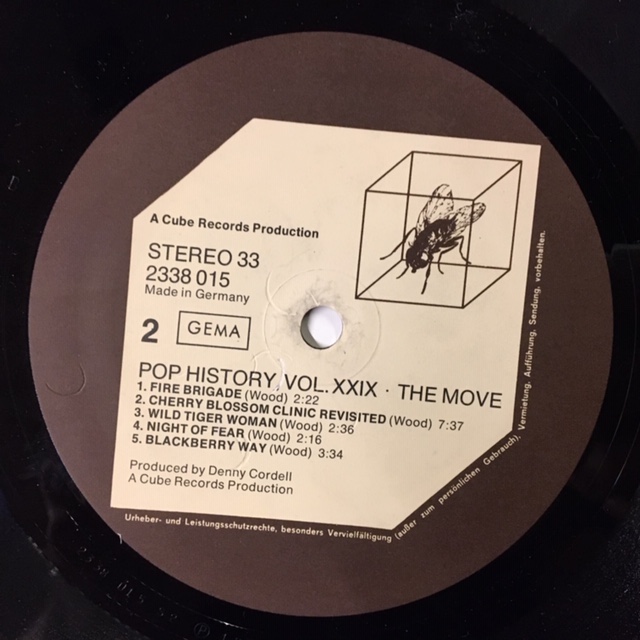 A Cube Records Production
STEREO 33
2338 015
Made in Germany
2 GEMA
POP HISTORY VOL. XXIX · THE MOVE
1. FIRE BRIGADE (Wood) 2:22
2. CHERRY BLOSSOM CLINIC REVISITED (Wood) 7:37
3. WILD TIGER WOMAN (Wood) 2:36
4. NIGHT OF FEAR (Wood) 2:16
5. BLACKBERRY WAY (Wood) 3:34
Produced by Denny Cordell
A Cube Records Production
Urheber- und Leistungsschutzrechte, besonders Vervielfältigung (außer zum persönlichen Gebrauch), Vermietung, Aufführung, Sendung, vorbehalten.